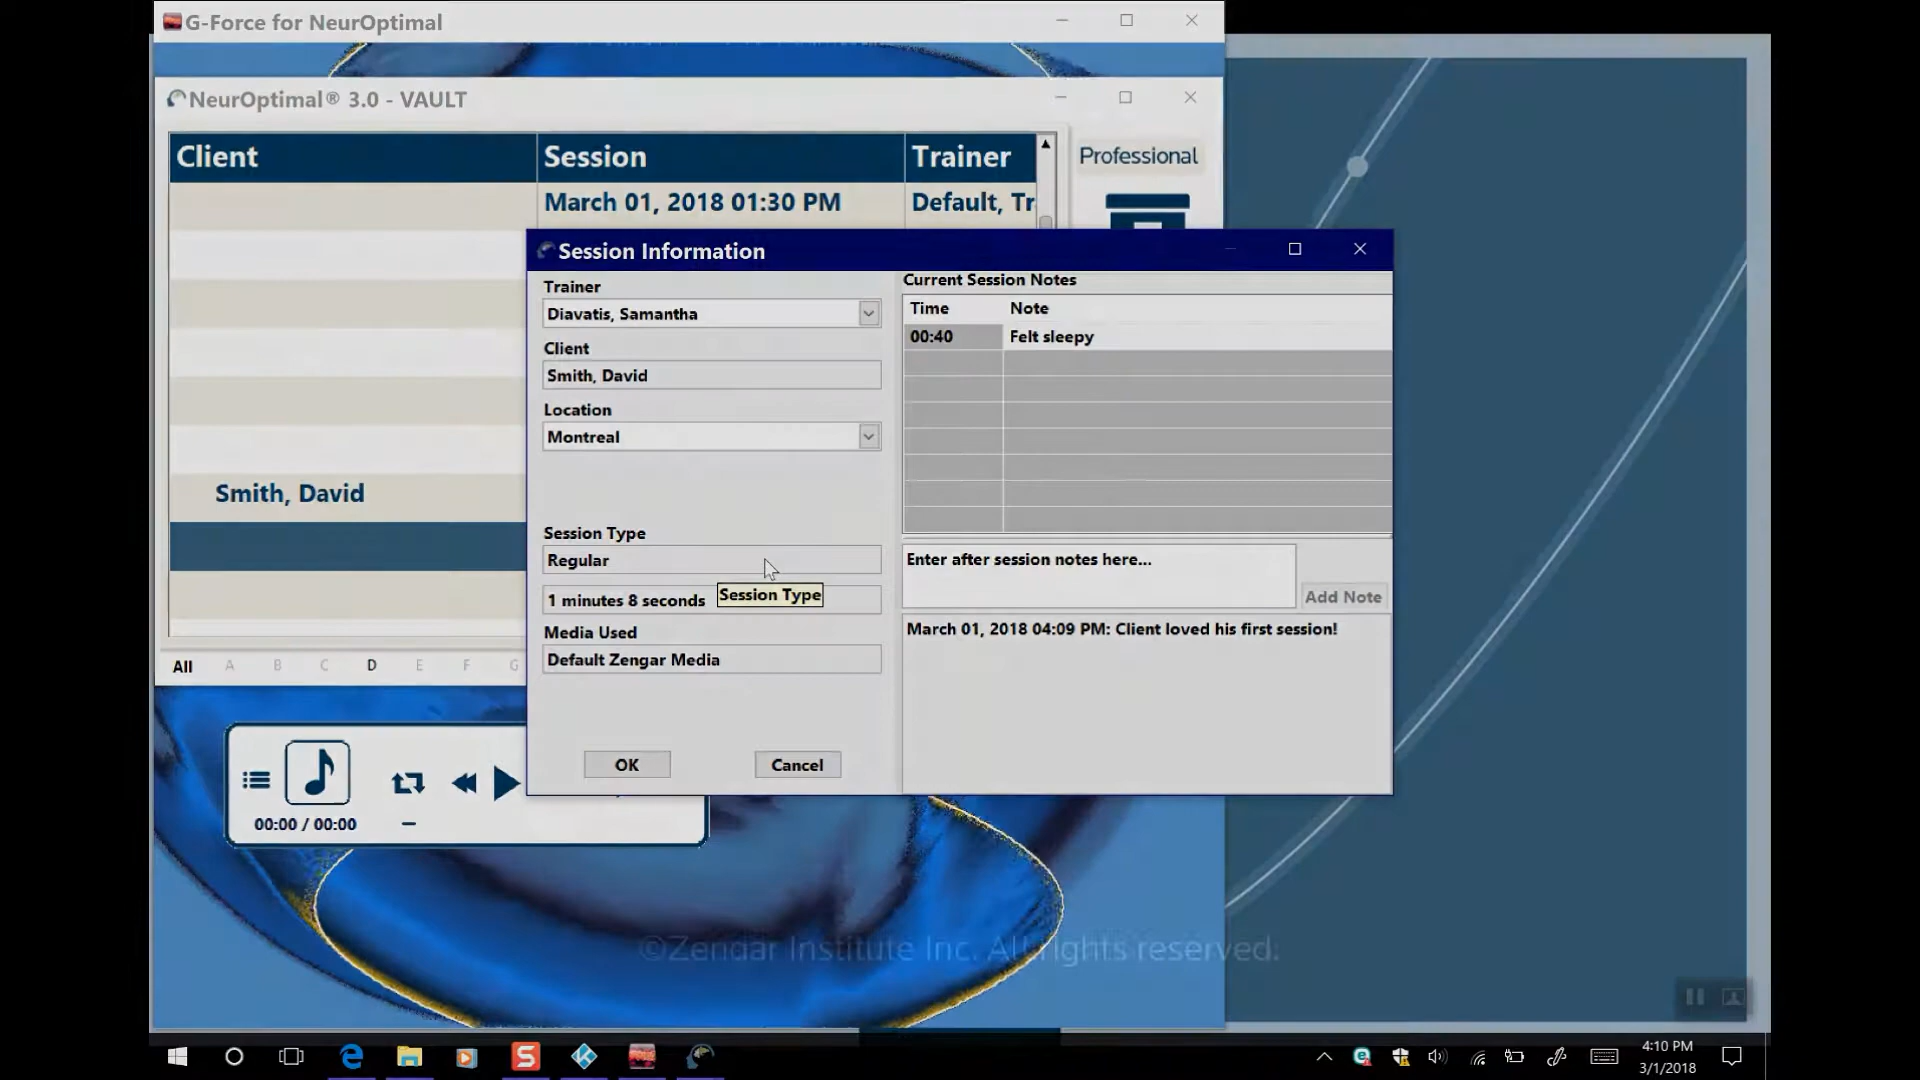 G-Force for NeurOptimal
NeurOptimal® 3.0 - VAULT
Client
Session
Trainer
Professional
March 01, 2018 01:30 PM
Default, Tr
Session Information
Trainer
Diavatis, Samantha
Client
Smith, David
Location
Montreal
Session Type
Regular
1 minutes 8 seconds
Session Type
Media Used
Default Zengar Media
OK
Cancel
Current Session Notes
Time
Note
00:40
Felt sleepy
Enter after session notes here...
Add Note
March 01, 2018 04:09 PM: Client loved his first session!
Smith, David
All A B C D E F G
00:00 / 00:00
©Zengar Institute Inc. All rights reserved.
4:10 PM
3/1/2018